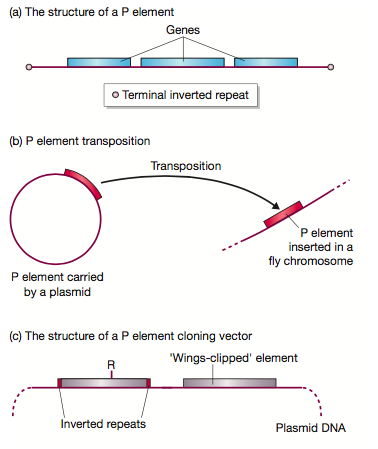 (a) The structure of a P element
Genes
Terminal inverted repeat
(b) P element transposition
Transposition
P element
inserted in a
fly chromosome
P element carried
by a plasmid
(c) The structure of a P element cloning vector
R
'Wings-clipped' element
Inverted repeats
Plasmid DNA